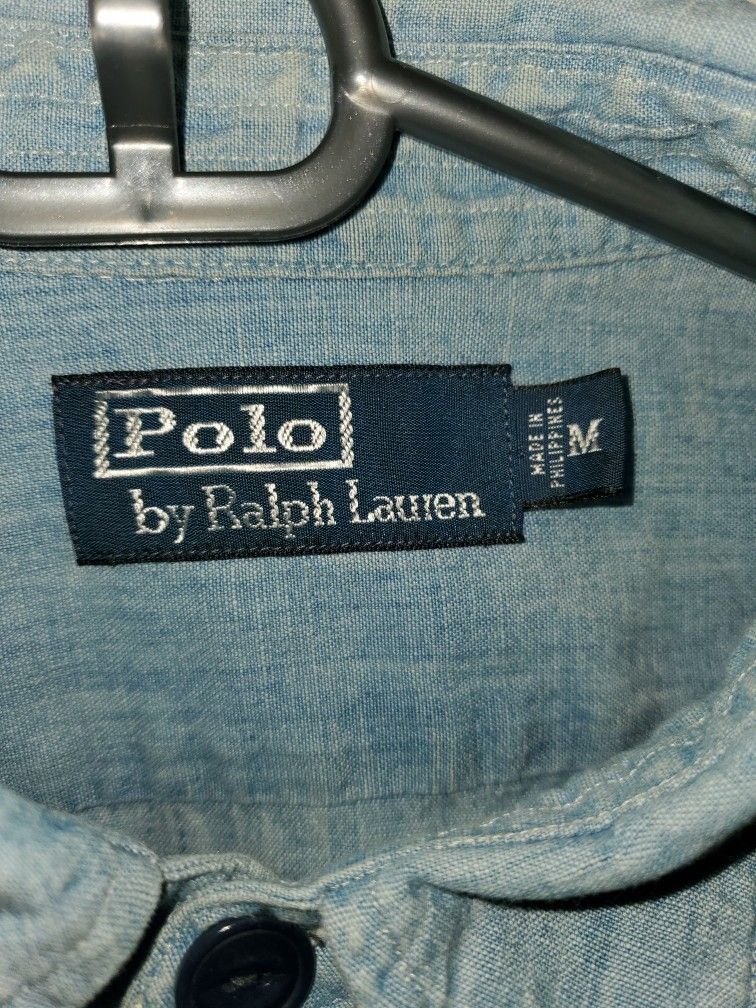 Polo
by Ralph Lauren
MADE IN
PHILIPPINES
M